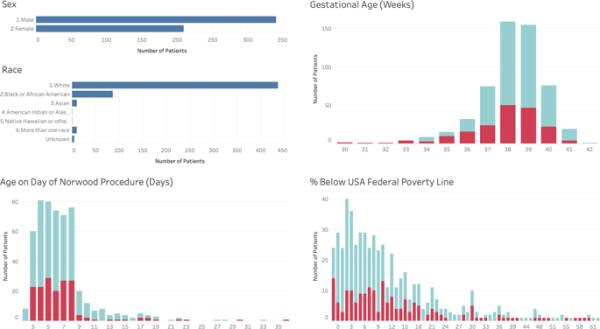 Sex
1 Male
2 Female
0 50 100 150 200 250 300 350
Number of Patients
Race
1 White
2 Black or African American
3 Asian
4 American Indian or Alas..
5 Native Hawaiian or othe..
6 More than one race
Unknown
0 50 100 150 200 250 300 350 400 450
Number of Patients
Gestational Age (Weeks)
Number of Patients
150
100
50
0
30 31 32 33 34 35 36 37 38 39 40 41 42
Age on Day of Norwood Procedure (Days)
Number of Patients
80
60
40
20
0
3 5 7 9 11 13 15 17 19 21 23 25 27 29 31 33 35
% Below USA Federal Poverty Line
Number of Patients
40
30
20
10
0
0 3 6 9 12 15 18 21 24 27 30 33 36 39 44 51 55 58 61